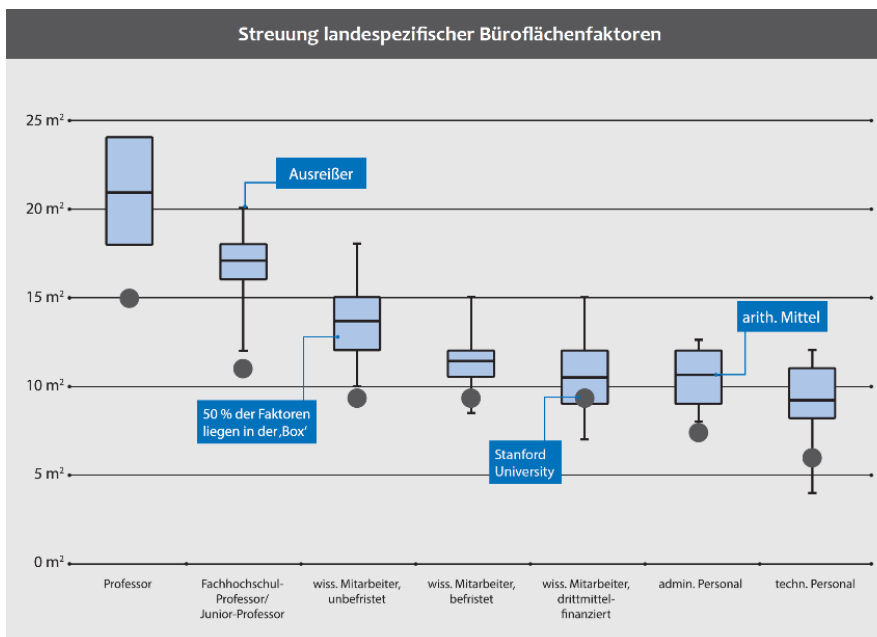 Streuung landespezifischer Büroflächenfaktoren
25 m²
20 m²
15 m²
10 m²
5 m²
0 m²
Ausreißer
arith. Mittel
50 % der Faktoren
liegen in der ‚Box‘
Stanford
University
Professor
Fachhochschul-
Professor/
Junior-Professor
wiss. Mitarbeiter,
unbefristet
wiss. Mitarbeiter,
befristet
wiss. Mitarbeiter,
drittmittel-
finanziert
admin. Personal
techn. Personal